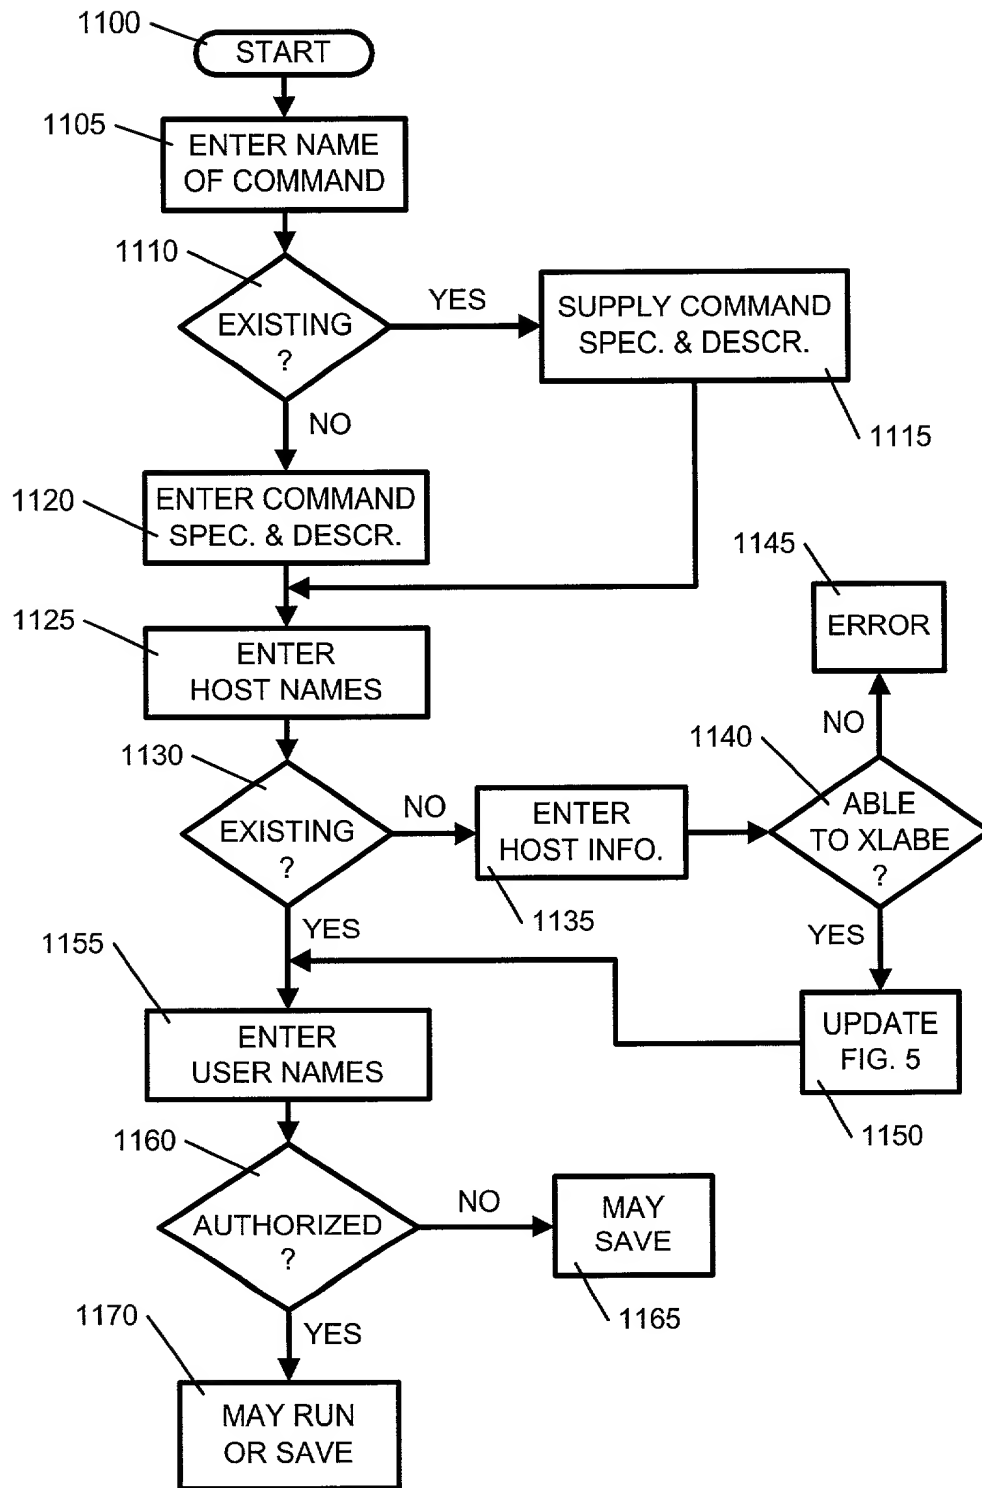 1100
START
1105
ENTER NAME
OF COMMAND
1110
EXISTING
?
YES
SUPPLY COMMAND
SPEC. & DESCR.
1115
NO
1120
ENTER COMMAND
SPEC. & DESCR.
1125
ENTER
HOST NAMES
1130
EXISTING
?
NO
ENTER
HOST INFO.
1135
1140
ABLE
TO XLABE
?
NO
1145
ERROR
YES
UPDATE
FIG. 5
1150
YES
1155
ENTER
USER NAMES
1160
AUTHORIZED
?
NO
MAY
SAVE
1165
YES
1170
MAY RUN
OR SAVE